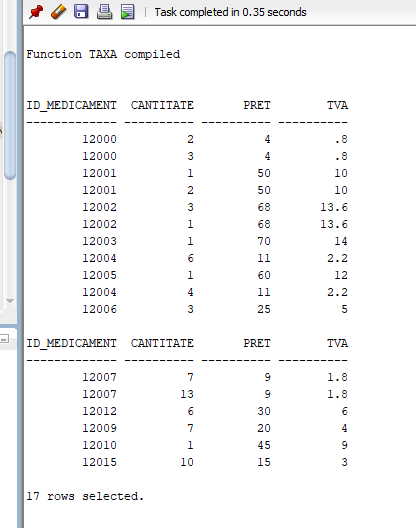 Task completed in 0.35 seconds
Function TAXA compiled
ID_MEDICAMENT CANTITATE PRET TVA
------------- ---------- ---------- ----------
12000 2 4 .8
12000 3 4 .8
12001 1 50 10
12001 2 50 10
12002 3 68 13.6
12002 1 68 13.6
12003 1 70 14
12004 6 11 2.2
12005 1 60 12
12004 4 11 2.2
12006 3 25 5
ID_MEDICAMENT CANTITATE PRET TVA
------------- ---------- ---------- ----------
12007 7 9 1.8
12007 13 9 1.8
12012 6 30 6
12009 7 20 4
12010 1 45 9
12015 10 15 3
17 rows selected.